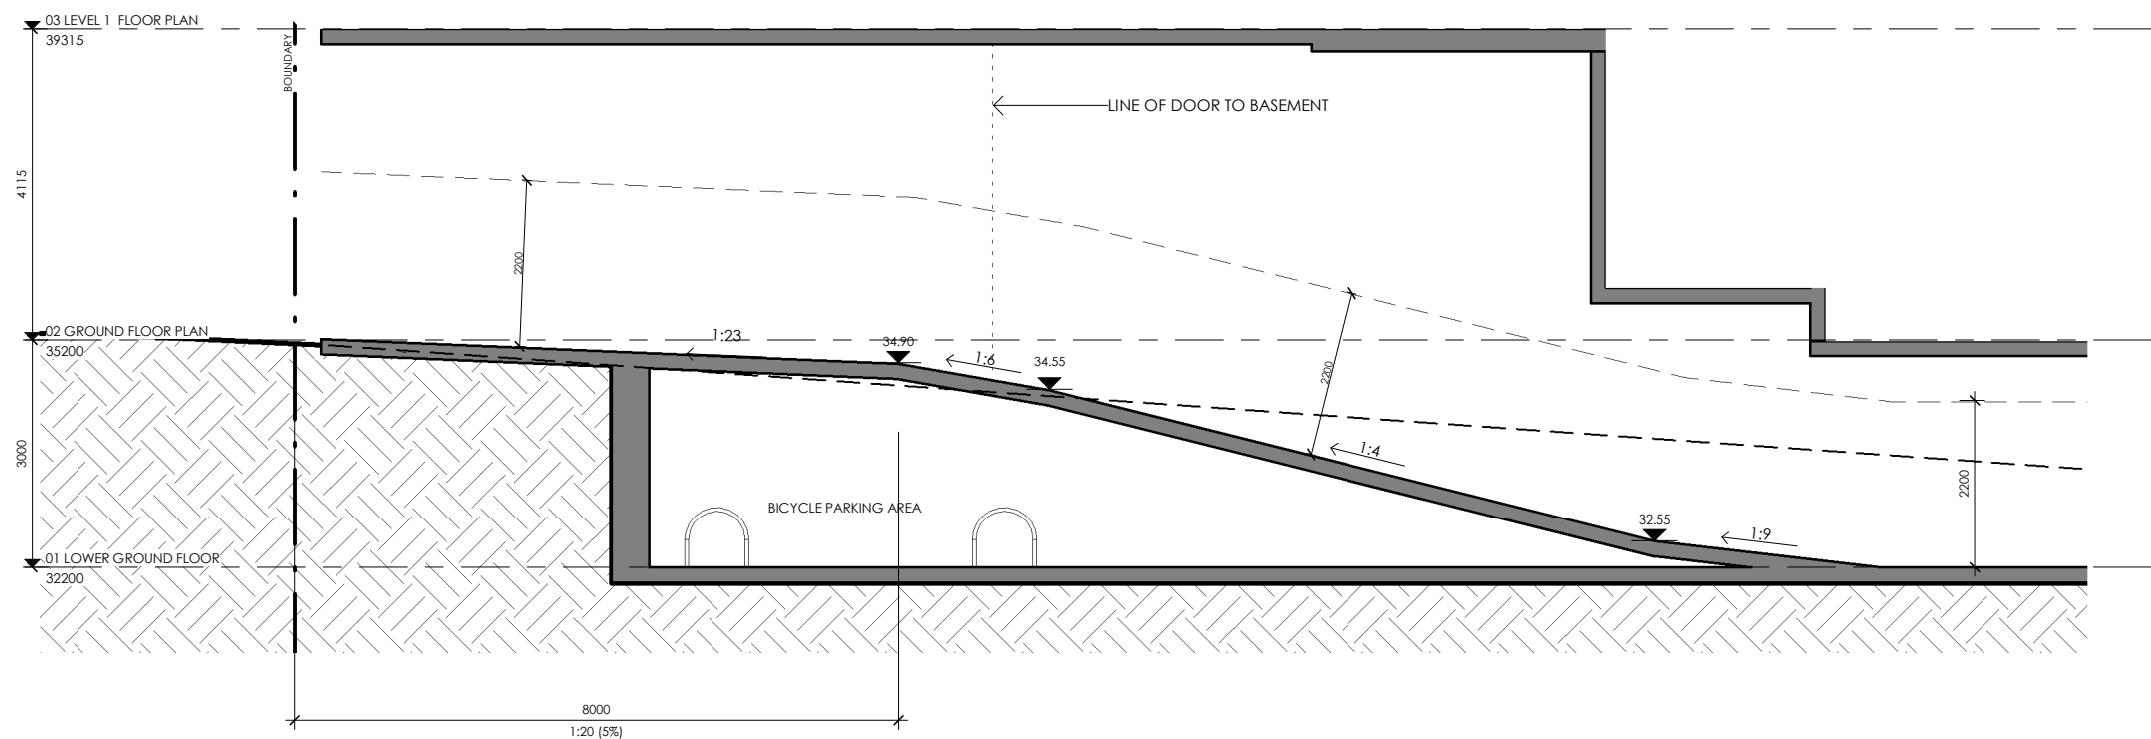 03 LEVEL 1 FLOOR PLAN
39315
BOUNDARY
LINE OF DOOR TO BASEMENT
4115
2200
02 GROUND FLOOR PLAN
35200
1:23
34.90
1:6
34.55
2200
1:4
3000
BICYCLE PARKING AREA
2200
32.55
1:9
01 LOWER GROUND FLOOR
32200
8000
1:20 (5%)